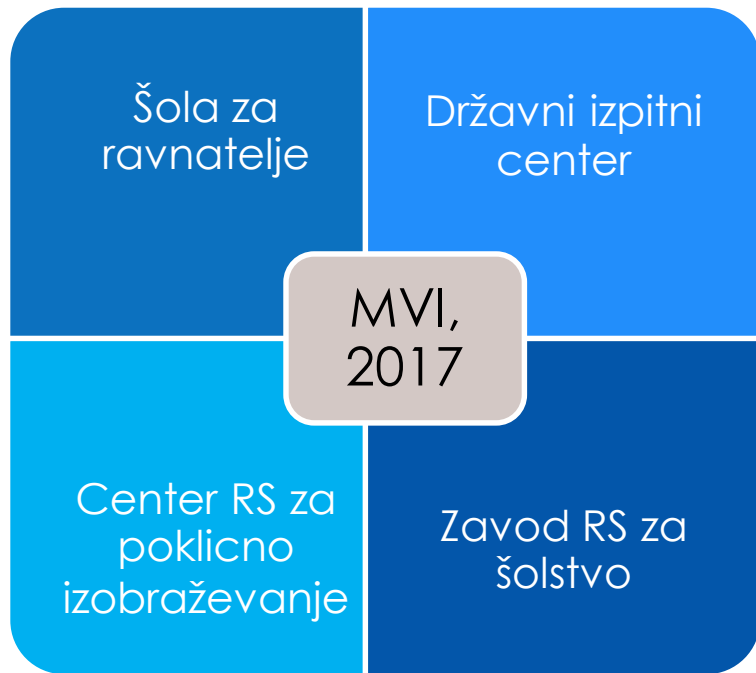 Šola za
ravnatelje
Državni izpitni
center
MVI,
2017
Center RS za
poklicno
izobraževanje
Zavod RS za
šolstvo